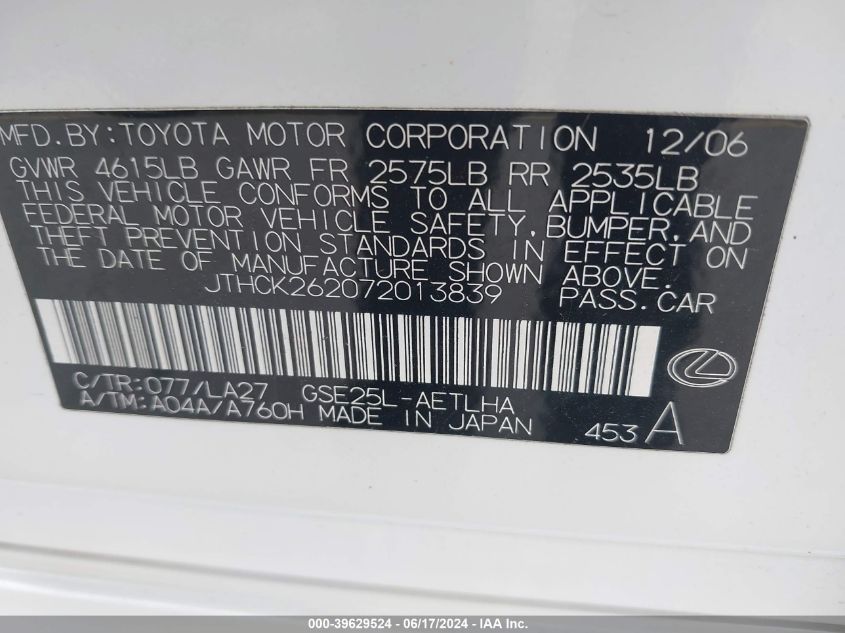 MFD.BY:TOYOTA MOTOR CORPORATION 12/06
GVWR 4615LB GAWR FR 2575LB RR 2535LB
THIS VEHICLE CONFORMS TO ALL APPLICABLE
FEDERAL MOTOR VEHICLE SAFETY,BUMPER,AND
THEFT PREVENTION STANDARDS IN EFFECT ON
THE DATE OF MANUFACTURE SHOWN ABOVE.
JTHCK262072013839 PASS.CAR
C/TR:077/LA27 GSE25L-AETLHA
A/TM:A04A/A760H MADE IN JAPAN 453 A
000-39629524 - 06/17/2024 - IAA Inc.